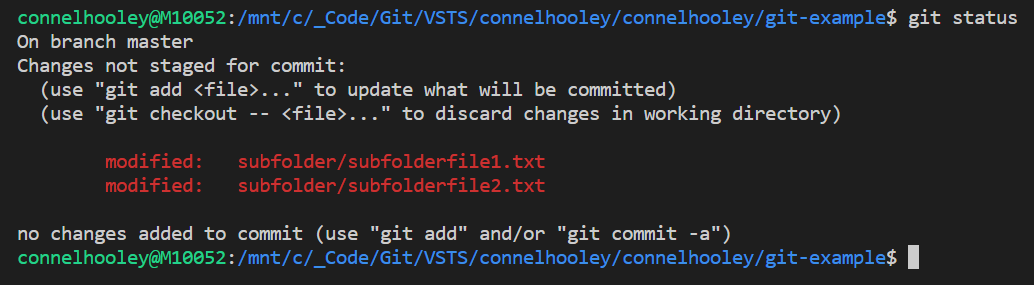 connelhooley@M10052:/mnt/c/_Code/Git/VSTS/connelhooley/connelhooley/git-example$ git status
On branch master
Changes not staged for commit:
  (use "git add <file>..." to update what will be committed)
  (use "git checkout -- <file>..." to discard changes in working directory)

        modified:   subfolder/subfolderfile1.txt
        modified:   subfolder/subfolderfile2.txt

no changes added to commit (use "git add" and/or "git commit -a")
connelhooley@M10052:/mnt/c/_Code/Git/VSTS/connelhooley/connelhooley/git-example$